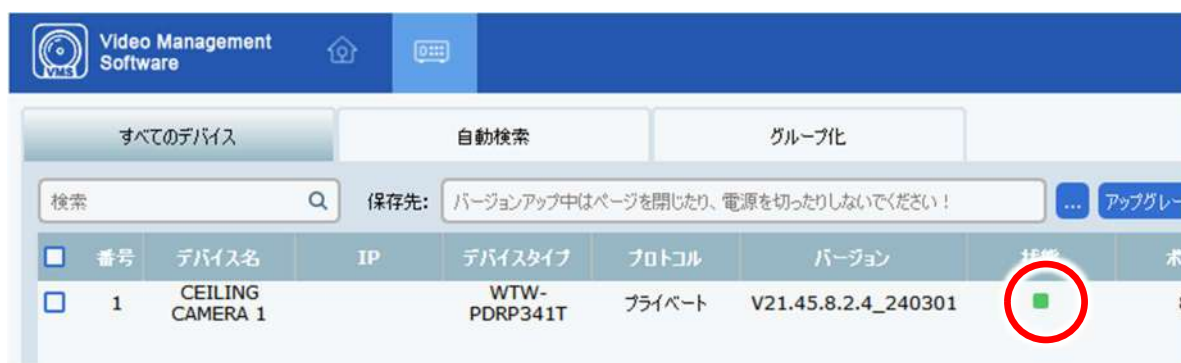 Video Management
Software
VMS
すべてのデバイス
自動検索
グループ化
検索
保存先:
バージョンアップ中はページを閉じたり、電源を切ったりしないでください！
...
アップグレー
番号
デバイス名
IP
デバイスタイプ
プロトコル
バージョン
状態
ポ
1
CEILING
CAMERA 1
WTW-
PDRP341T
プライベート
V21.45.8.2.4_240301